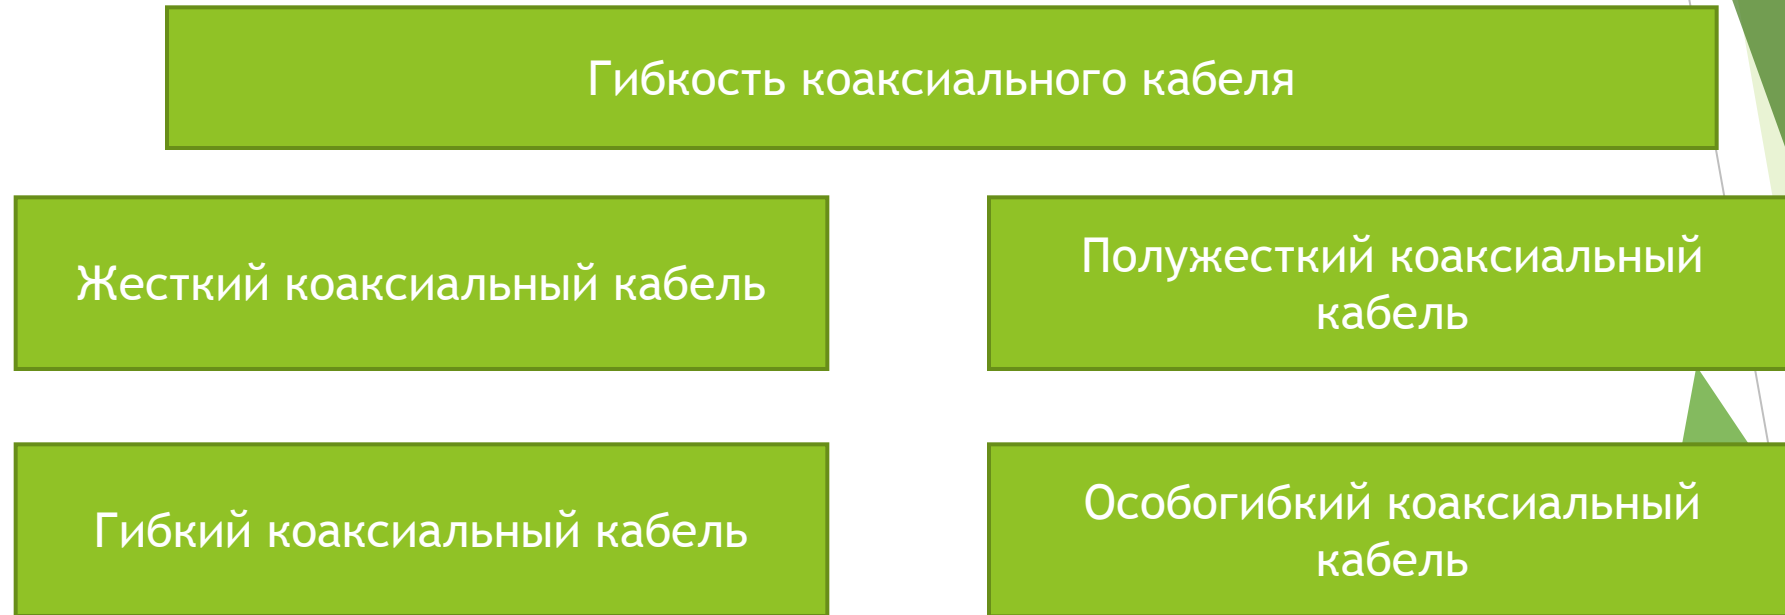 Гибкость коаксиального кабеля
Жесткий коаксиальный кабель
Полужесткий коаксиальный
кабель
Гибкий коаксиальный кабель
Особогибкий коаксиальный
кабель